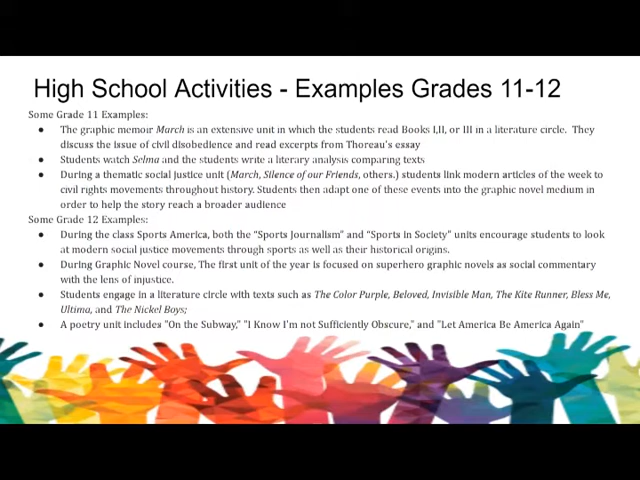 High School Activities - Examples Grades 11-12
Some Grade 11 Examples:
● The graphic memoir March is an extensive unit in which the students read Books I,II, or III in a literature circle. They
discuss the issue of civil disobedience and read excerpts from Thoreau's essay
● Students watch Selma and the students write a literary analysis comparing texts
● During a thematic social justice unit (March, Silence of our Friends, others.) students link modern articles of the week to
civil rights movements throughout history. Students then adapt one of these events into the graphic novel medium in
order to help the story reach a broader audience
Some Grade 12 Examples:
● During the class Sports America, both the "Sports Journalism" and "Sports in Society" units encourage students to look
at modern social justice movements through sports as well as their historical origins.
● During Graphic Novel course, The first unit of the year is focused on superhero graphic novels as social commentary
with the lens of injustice.
● Students engage in a literature circle with texts such as The Color Purple, Beloved, Invisible Man, The Kite Runner, Bless Me,
Ultima, and The Nickel Boys;
● A poetry unit includes "On the Subway," "I Know I'm not Sufficiently Obscure," and "Let America Be America Again"